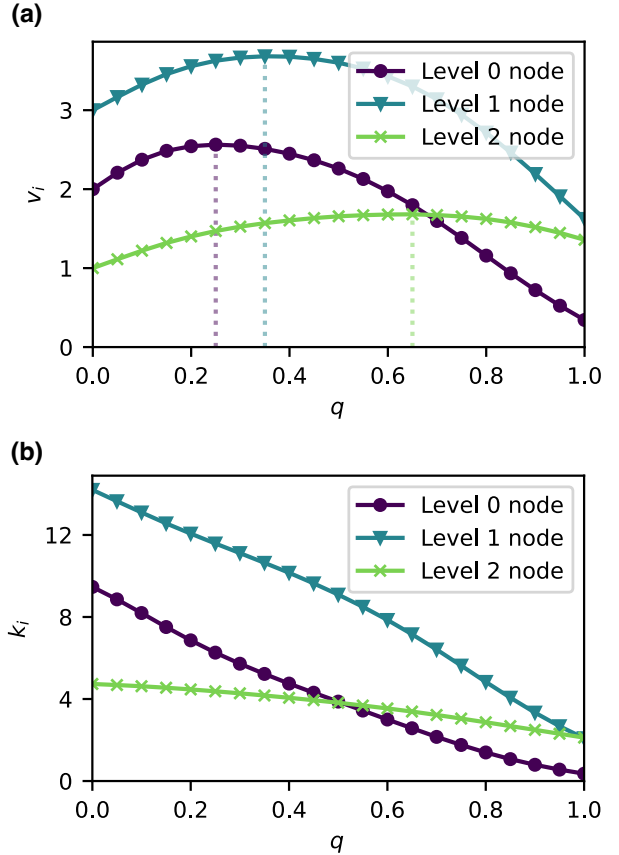 (a)
3
2
1
0
v_i
Level 0 node
Level 1 node
Level 2 node
0.0 0.2 0.4 0.6 0.8 1.0
q
(b)
12
8
4
0
k_i
Level 0 node
Level 1 node
Level 2 node
0.0 0.2 0.4 0.6 0.8 1.0
q